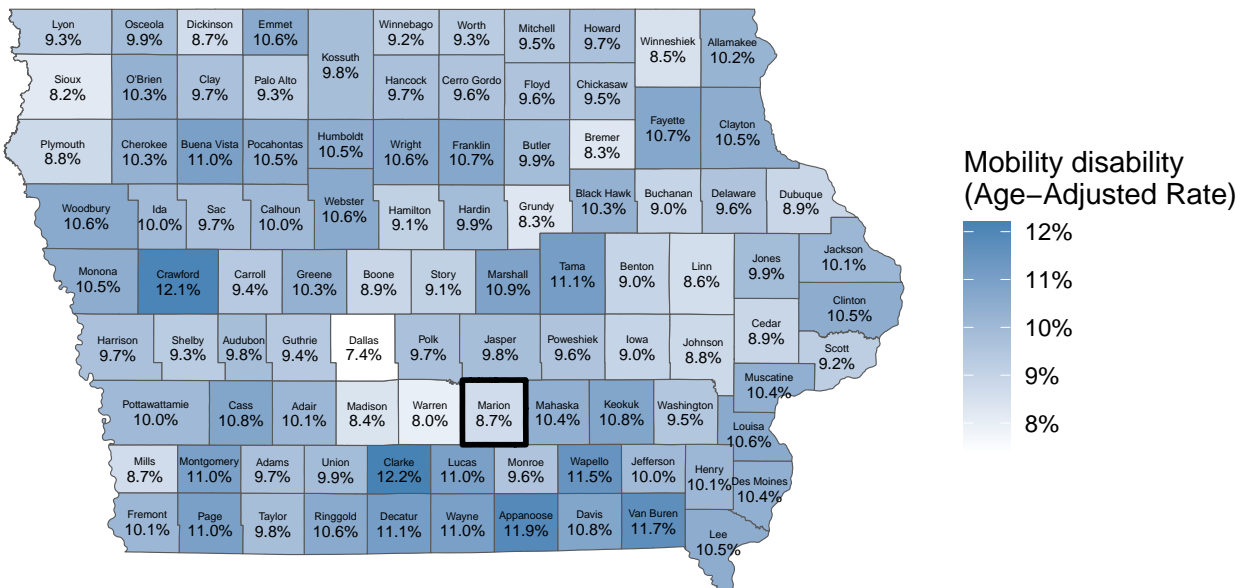 Lyon
9.3%
Osceola
9.9%
Dickinson
8.7%
Emmet
10.6%
Kossuth
9.8%
Winnebago
9.2%
Worth
9.3%
Mitchell
9.5%
Howard
9.7%
Winneshiek
8.5%
Allamakee
10.2%
Sioux
8.2%
O'Brien
10.3%
Clay
9.7%
Palo Alto
9.3%
Hancock
9.7%
Cerro Gordo
9.6%
Floyd
9.6%
Chickasaw
9.5%
Fayette
10.7%
Clayton
10.5%
Plymouth
8.8%
Cherokee
10.3%
Buena Vista
11.0%
Pocahontas
10.5%
Humboldt
10.5%
Wright
10.6%
Franklin
10.7%
Butler
9.9%
Bremer
8.3%
Woodbury
10.6%
Ida
10.0%
Sac
9.7%
Calhoun
10.0%
Webster
10.6%
Hamilton
9.1%
Hardin
9.9%
Grundy
8.3%
Black Hawk
10.3%
Buchanan
9.0%
Delaware
9.6%
Dubuque
8.9%
Monona
10.5%
Crawford
12.1%
Carroll
9.4%
Greene
10.3%
Boone
8.9%
Story
9.1%
Marshall
10.9%
Tama
11.1%
Benton
9.0%
Linn
8.6%
Jones
9.9%
Jackson
10.1%
Clinton
10.5%
Harrison
9.7%
Shelby
9.3%
Audubon
9.8%
Guthrie
9.4%
Dallas
7.4%
Polk
9.7%
Jasper
9.8%
Poweshiek
9.6%
Iowa
9.0%
Johnson
8.8%
Cedar
8.9%
Scott
9.2%
Muscatine
10.4%
Pottawattamie
10.0%
Cass
10.8%
Adair
10.1%
Madison
8.4%
Warren
8.0%
Marion
8.7%
Mahaska
10.4%
Keokuk
10.8%
Washington
9.5%
Louisa
10.6%
Mills
8.7%
Montgomery
11.0%
Adams
9.7%
Union
9.9%
Clarke
12.2%
Lucas
11.0%
Monroe
9.6%
Wapello
11.5%
Jefferson
10.0%
Henry
10.1%
Des Moines
10.4%
Fremont
10.1%
Page
11.0%
Taylor
9.8%
Ringgold
10.6%
Decatur
11.1%
Wayne
11.0%
Appanoose
11.9%
Davis
10.8%
Van Buren
11.7%
Lee
10.5%
Mobility disability
(Age−Adjusted Rate)
12%
11%
10%
9%
8%